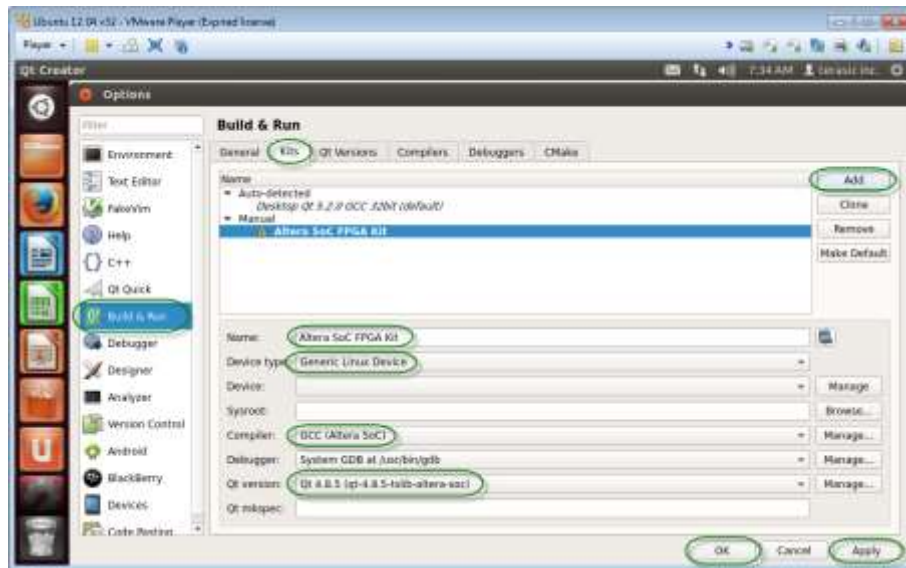 Ubuntu 12.04 v32 - VMware Player (Expired license)
Player
Qt Creator
7:34 AM
terasic inc.
Options
Filter
Build & Run
Environment
Text Editor
FakeVim
Help
C++
Qt Quick
Build & Run
Debugger
Designer
Analyzer
Version Control
Android
BlackBerry
Devices
Code Pasting
General Kits Qt Versions Compilers Debuggers CMake
Name
Auto-detected
Desktop Qt 5.2.0 GCC 32bit (default)
Manual
Altera SoC FPGA Kit
Add
Clone
Remove
Make Default
Name: Altera SoC FPGA Kit
Device type: Generic Linux Device
Device: Manage
Sysroot: Browse...
Compiler: GCC (Altera SoC) Manage...
Debugger: System GDB at /usr/bin/gdb Manage...
Qt version: Qt 4.8.5 (qt-4.8.5-tslib-altera-soc) Manage...
Qt mkspec:
OK Cancel Apply